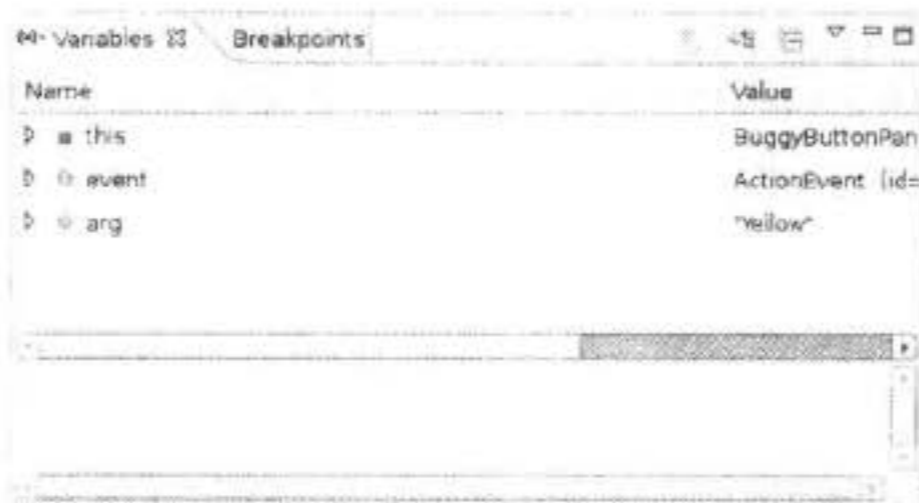 Variables Breakpoints
Name Value
this BuggyButtonPan
event ActionEvent (id=
arg "Yellow"